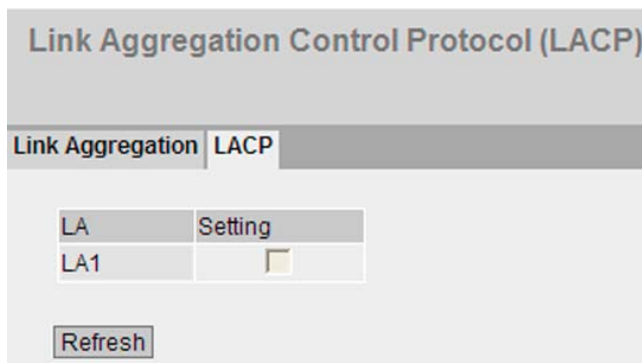 Link Aggregation Control Protocol (LACP)
Link Aggregation LACP
LA Setting
LA1
Refresh